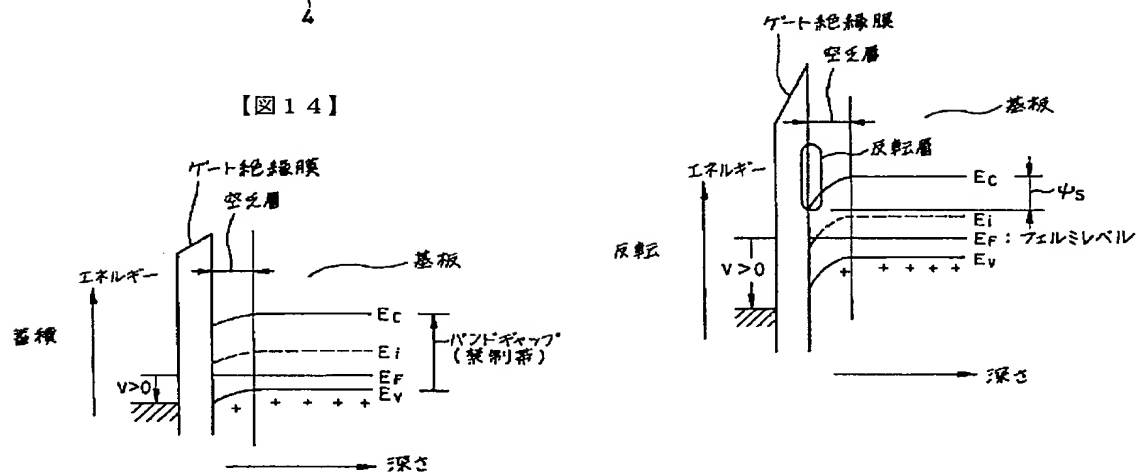 4
【図14】
ゲート絶縁膜
空乏層
エネルギー
基板
蓄積
EC
Ei
EF
EV
バンドギャップ
(禁制帯)
V>0
+ + + + +
深さ
ゲート絶縁膜
空乏層
基板
反転層
エネルギー
EC
ψS
Ei
EF:フェルミレベル
EV
反転
V>0
+ + + + +
深さ